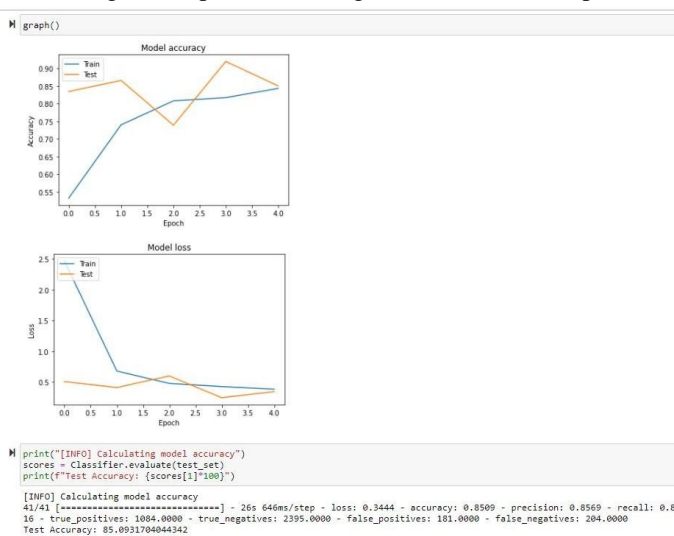 graph()
Model accuracy
Train
Test
0.90
0.85
0.80
0.75
0.70
0.65
0.60
0.55
Accuracy
0.0 0.5 1.0 1.5 2.0 2.5 3.0 3.5 4.0
Epoch
Model loss
Train
Test
2.5
2.0
1.5
1.0
0.5
Loss
0.0 0.5 1.0 1.5 2.0 2.5 3.0 3.5 4.0
Epoch
print("[INFO] Calculating model accuracy")
scores = Classifier.evaluate(test_set)
print(f"Test Accuracy: {scores[1]*100}")
[INFO] Calculating model accuracy
41/41 [==============================] - 26s 646ms/step - loss: 0.3444 - accuracy: 0.8509 - precision: 0.8569 - recall: 0.8
16 - true_positives: 1084.0000 - true_negatives: 2395.0000 - false_positives: 181.0000 - false_negatives: 204.0000
Test Accuracy: 85.0931704044342